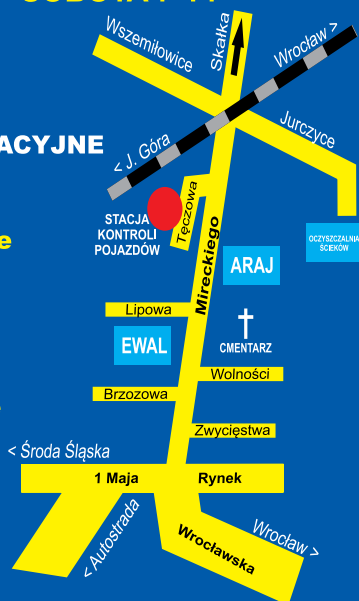 Skałka
Wszemiłowice
Wrocław >
Jurczyce
ACYJNE
< J. Góra
STACJA
KONTROLI
POJAZDÓW
Tęczowa
e
OCZYSZCZALNIA
ŚCIEKÓW
ARAJ
Mireckiego
Lipowa
EWAL
CMENTARZ
Wolności
Brzozowa
Zwycięstwa
< Środa Śląska
1 Maja
Rynek
< Autostrada
Wrocławska
Wrocław >